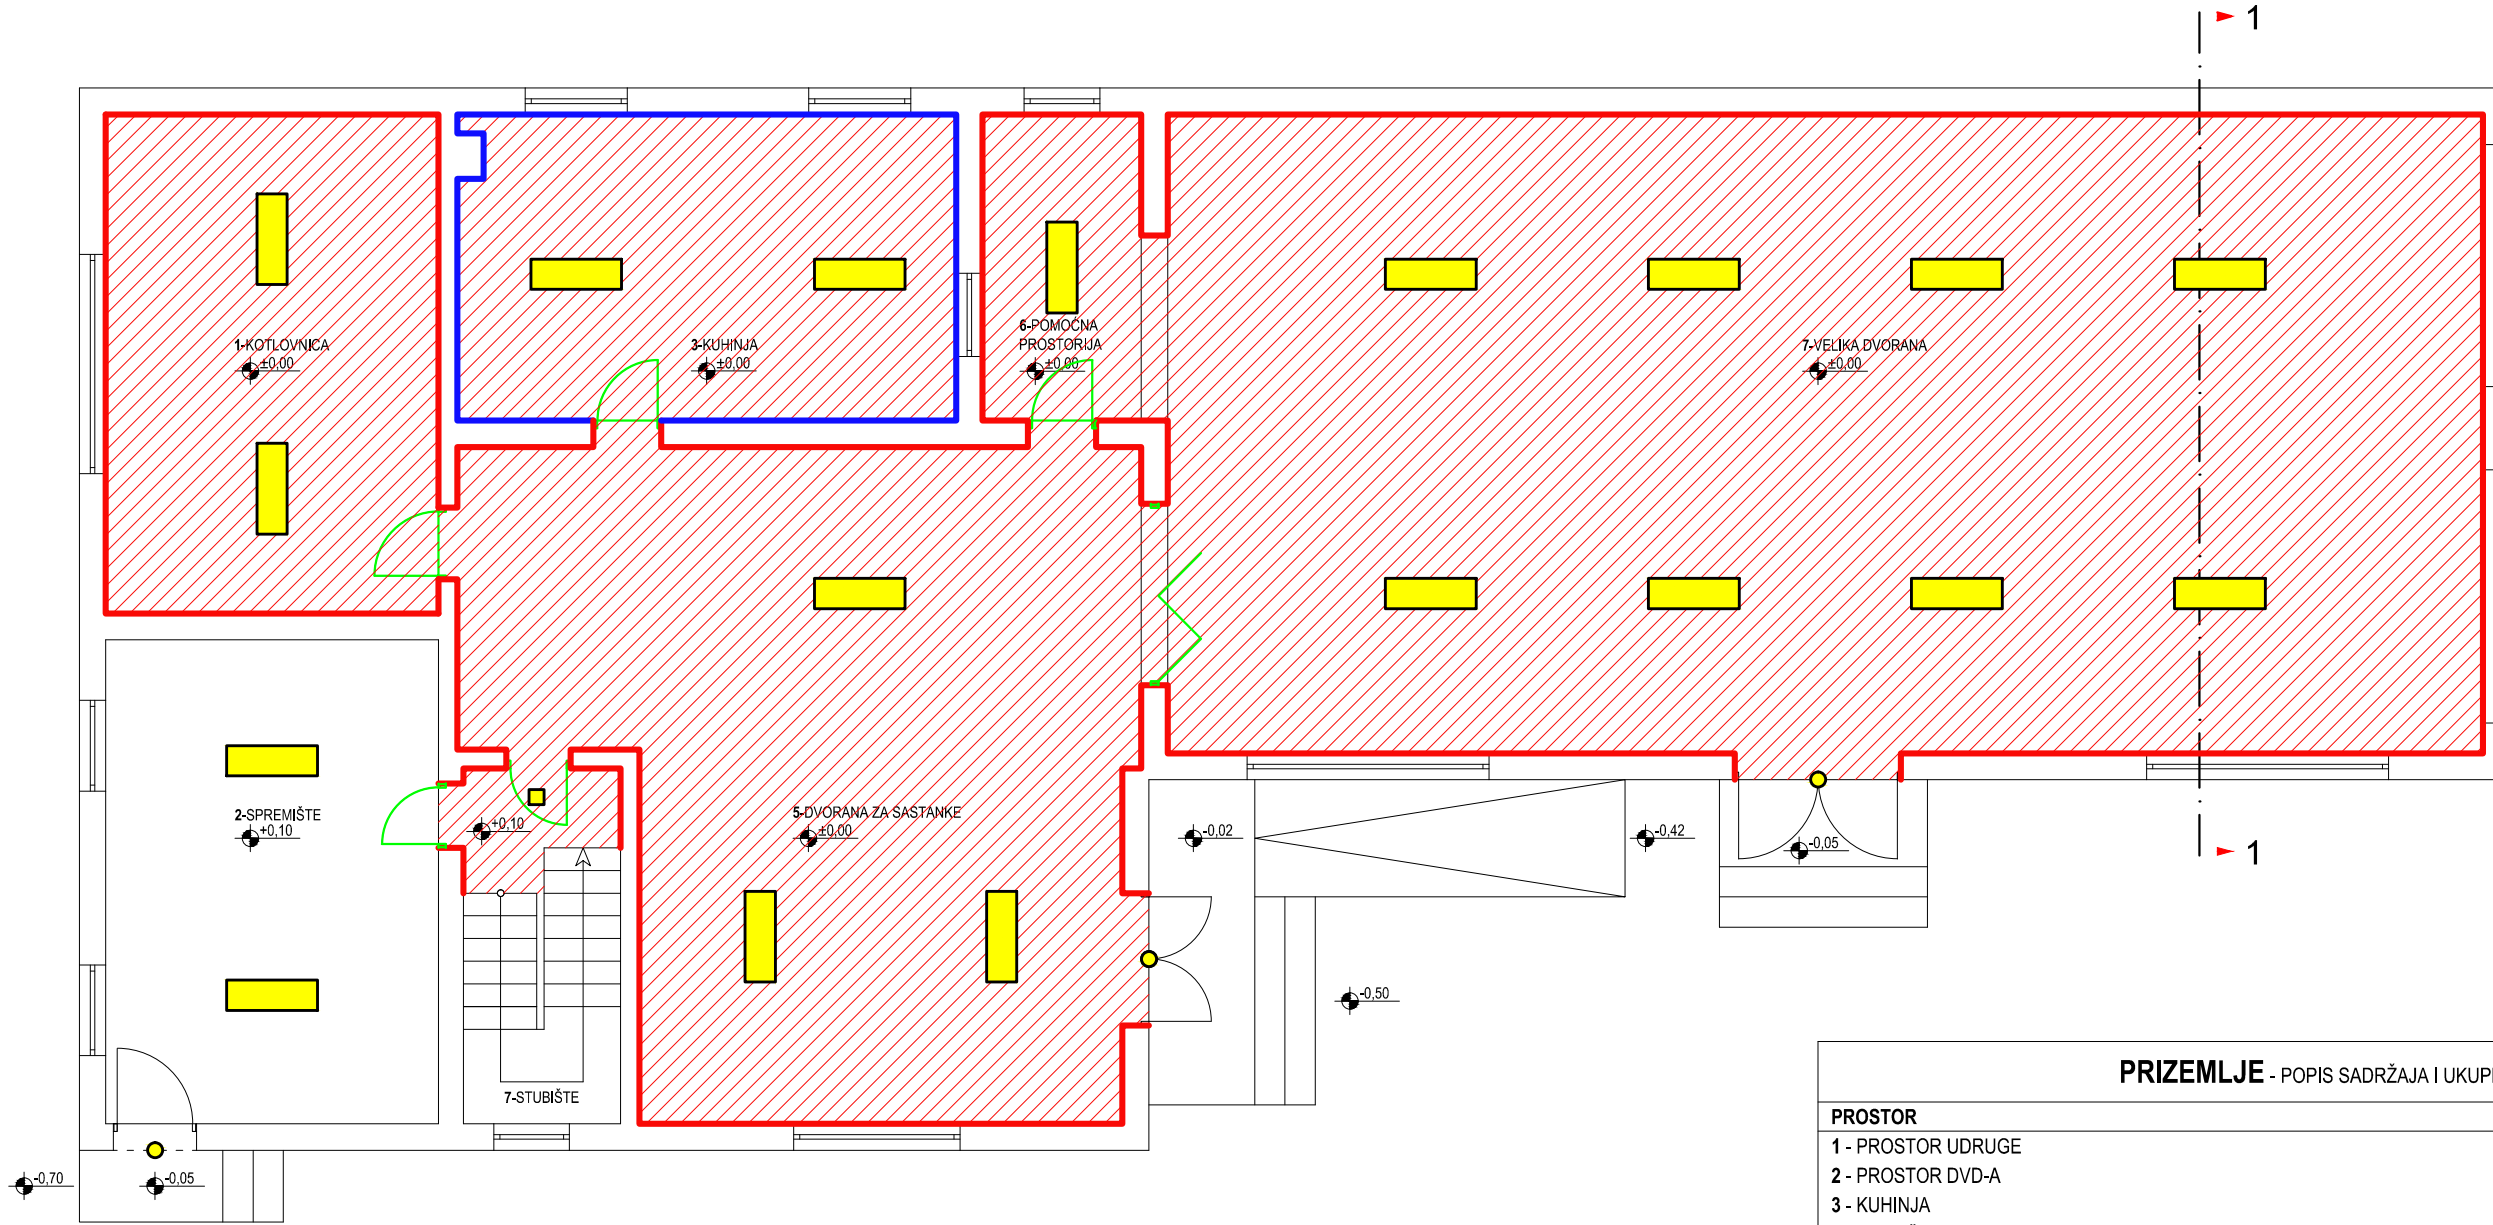 1
1-KOTLOVNICA
±0,00
3-KUHINJA
±0,00
6-POMOĆNA
PROSTORIJA
±0,00
7-VELIKA DVORANA
±0,00
2-SPREMIŠTE
+0,10
+0,10
5-DVORANA ZA SASTANKE
±0,00
-0,02
-0,42
-0,05
1
-0,50
7-STUBIŠTE
-0,70
-0,05
PRIZEMLJE - POPIS SADRŽAJA I UKUP
PROSTOR
1 - PROSTOR UDRUGE
2 - PROSTOR DVD-A
3 - KUHINJA